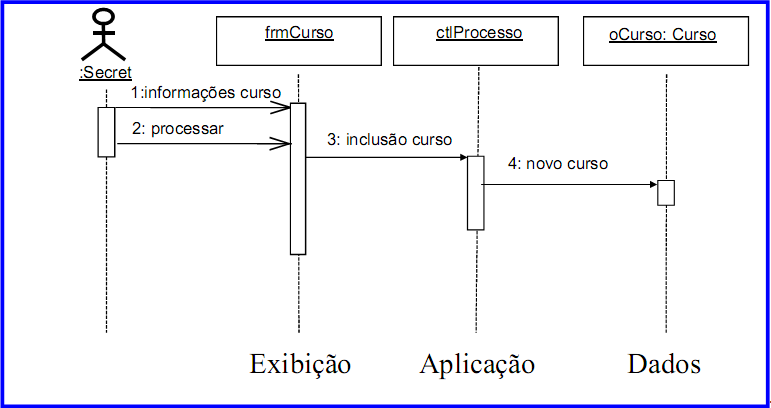 frmCurso
ctlProcesso
oCurso: Curso
:Secret
1:informações curso
2: processar
3: inclusão curso
4: novo curso
Exibição
Aplicação
Dados